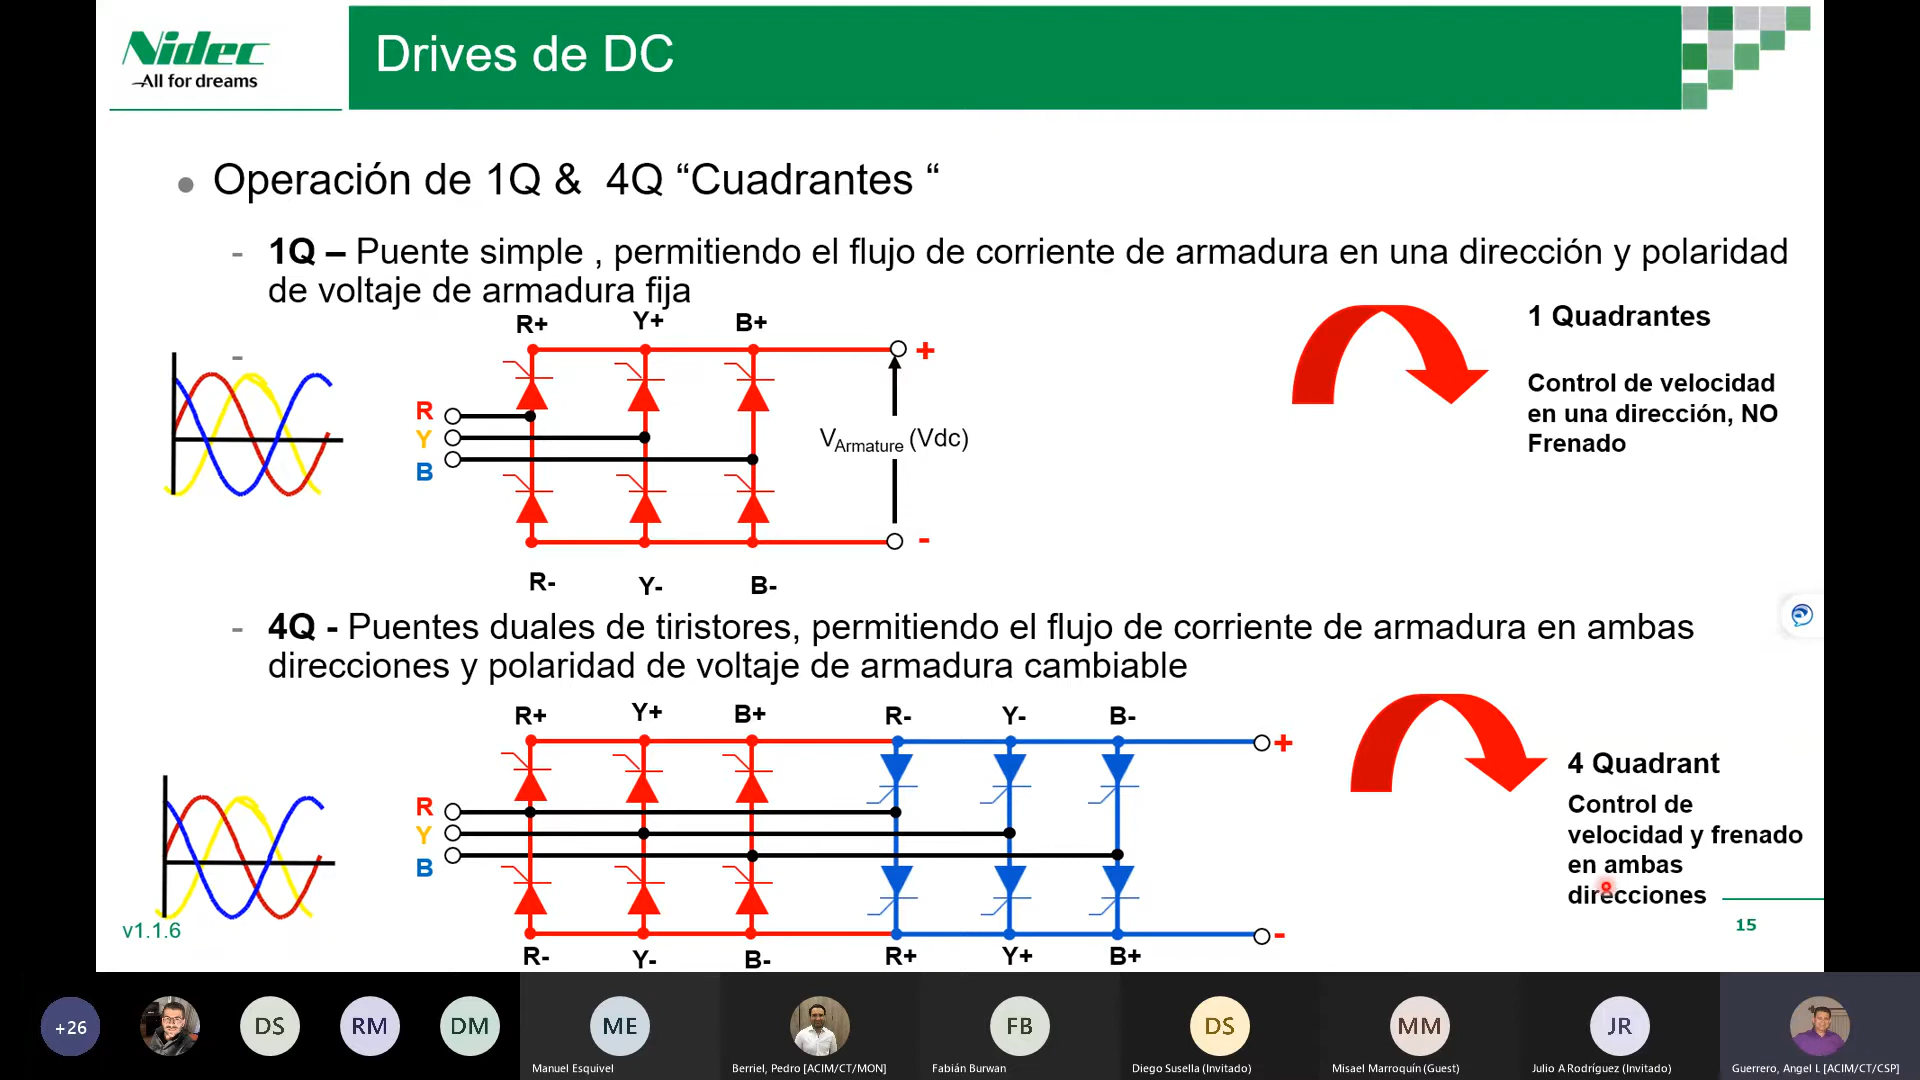 Nidec
All for dreams
Drives de DC
Operación de 1Q & 4Q “Cuadrantes “
- 1Q – Puente simple , permitiendo el flujo de corriente de armadura en una dirección y polaridad
de voltaje de armadura fija
-
R+ Y+ B+
+
R
Y
B
VArmature (Vdc)
-
R- Y- B-
1 Quadrantes
Control de velocidad
en una dirección, NO
Frenado
- 4Q - Puentes duales de tiristores, permitiendo el flujo de corriente de armadura en ambas
direcciones y polaridad de voltaje de armadura cambiable
R+ Y+ B+ R- Y- B-
+
R
Y
B
-
R- Y- B- R+ Y+ B+
4 Quadrant
Control de
velocidad y frenado
en ambas
direcciones
v1.1.6
15
+26
DS
RM
DM
ME
Manuel Esquivel
Berriel, Pedro [ACIM/CT/MON]
FB
Fabián Burwan
DS
Diego Susella (Invitado)
MM
Misael Marroquín (Guest)
JR
Julio A Rodríguez (Invitado)
Guerrero, Angel L [ACIM/CT/CSP]